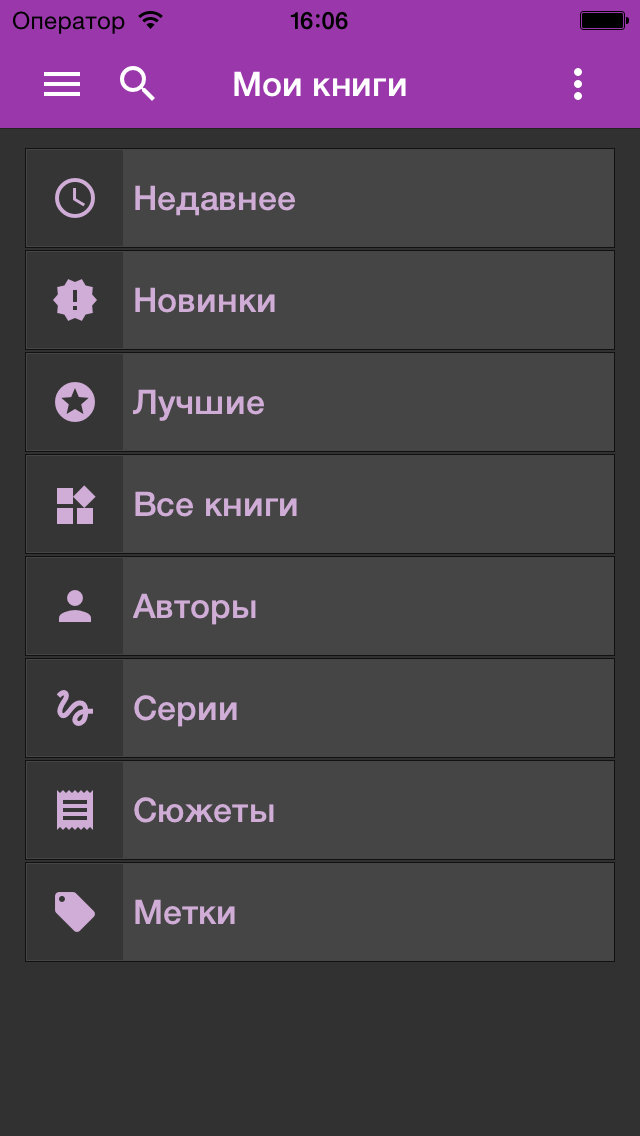 Оператор 16:06
Мои книги
Недавнее
Новинки
Лучшие
Все книги
Авторы
Серии
Сюжеты
Метки